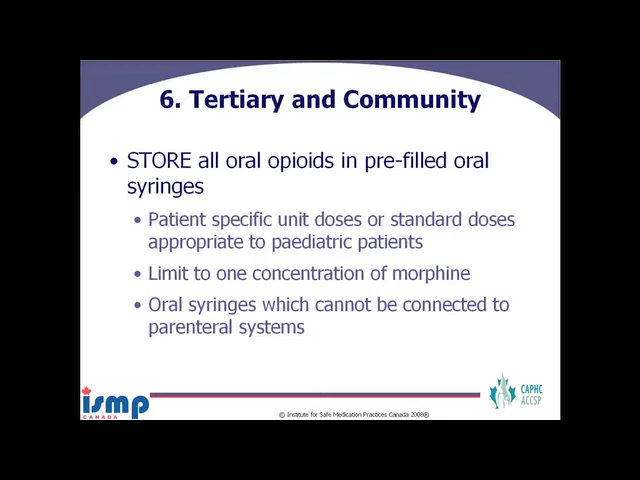 6. Tertiary and Community
• STORE all oral opioids in pre-filled oral
syringes
• Patient specific unit doses or standard doses
appropriate to paediatric patients
• Limit to one concentration of morphine
• Oral syringes which cannot be connected to
parenteral systems
ismp
CANADA
© Institute for Safe Medication Practices Canada 2008®
CAPHC
ACCSP